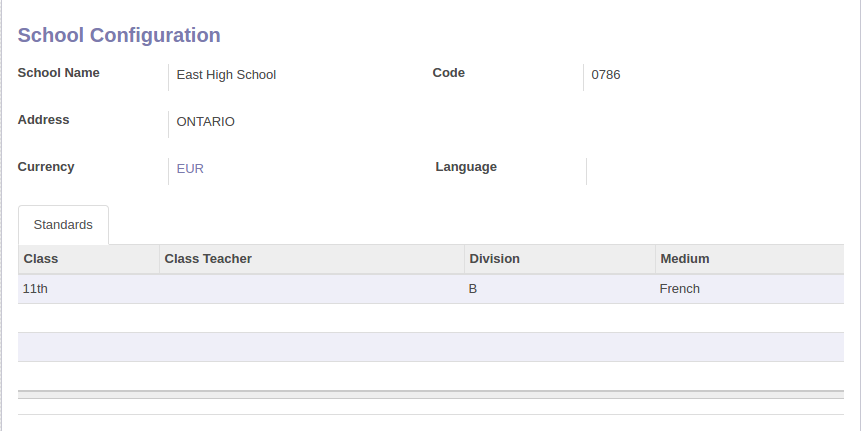 School Configuration
School Name East High School Code 0786
Address ONTARIO
Currency EUR Language
Standards
Class Class Teacher Division Medium
11th B French